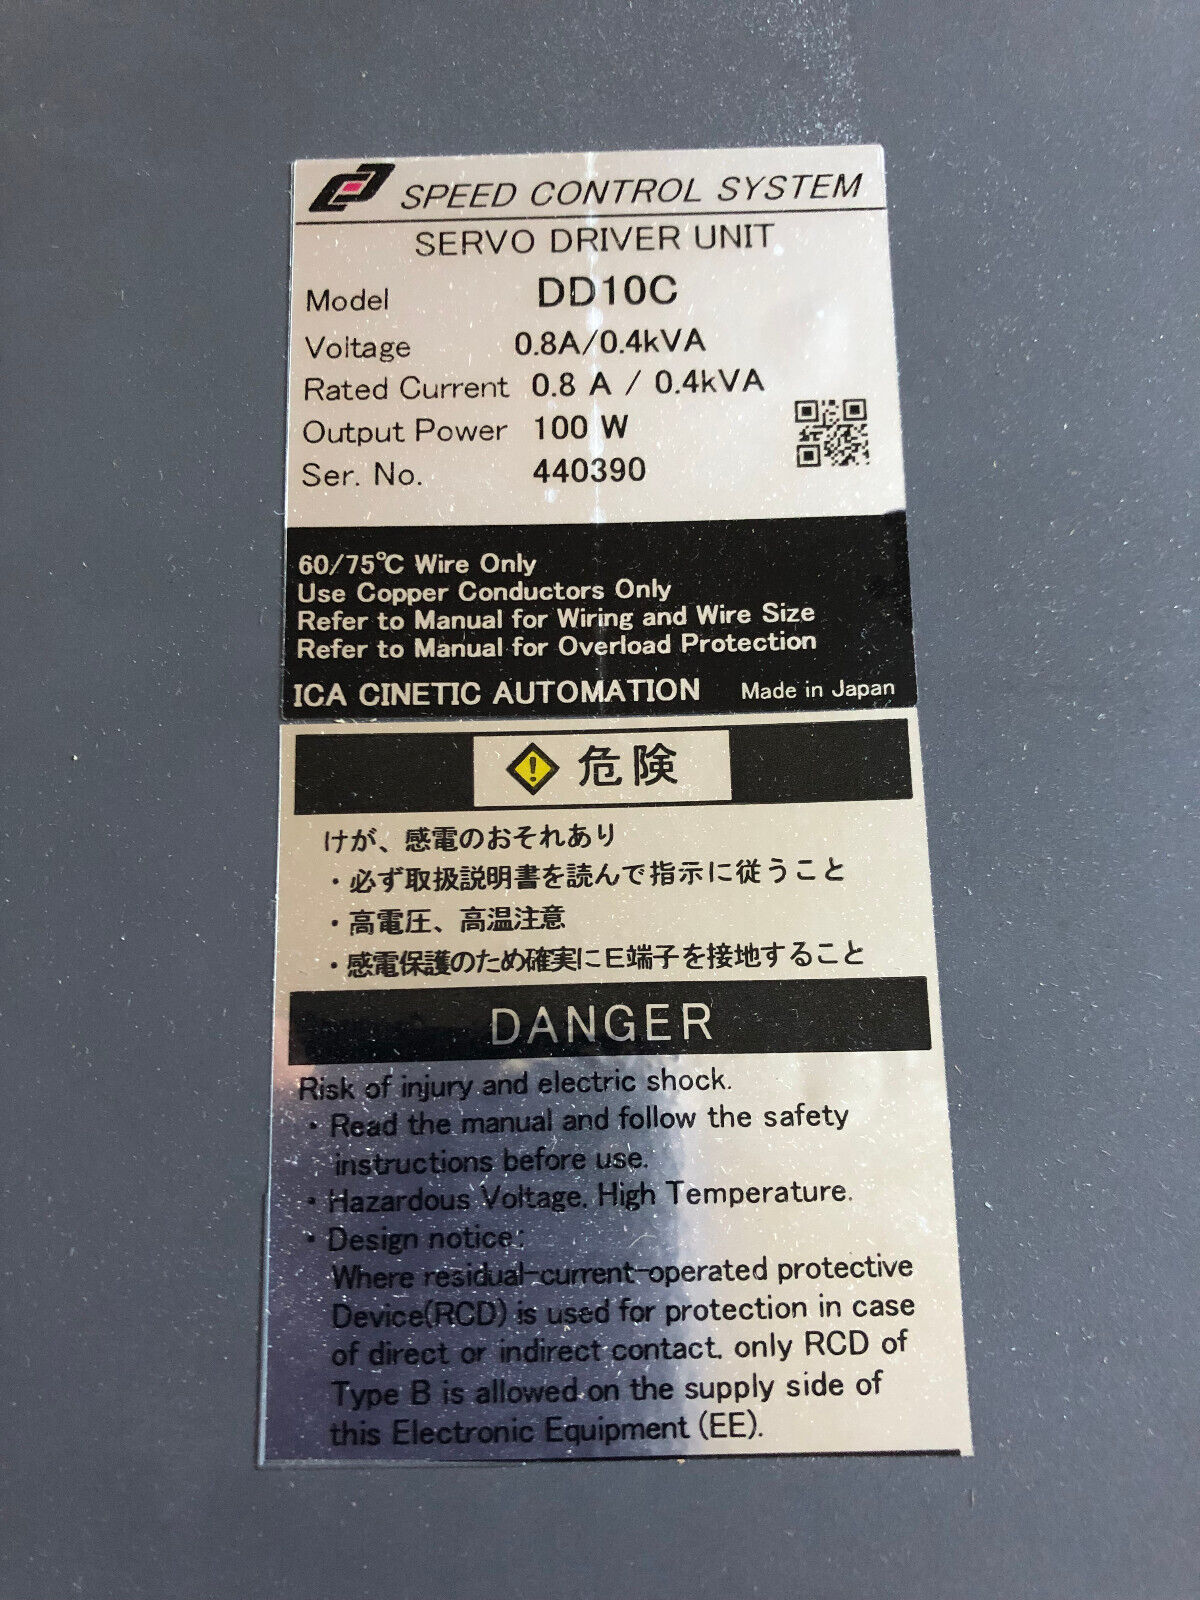 SPEED CONTROL SYSTEM
SERVO DRIVER UNIT
Model DD10C
Voltage 0.8A/0.4kVA
Rated Current 0.8 A / 0.4kVA
Output Power 100 W
Ser. No. 440390
60/75℃ Wire Only
Use Copper Conductors Only
Refer to Manual for Wiring and Wire Size
Refer to Manual for Overload Protection
ICA CINETIC AUTOMATION Made in Japan
危険
けが、感電のおそれあり
・必ず取扱説明書を読んで指示に従うこと
・高電圧、高温注意
・感電保護のため確実にE端子を接地すること
DANGER
Risk of injury and electric shock.
・Read the manual and follow the safety
instructions before use.
・Hazardous Voltage, High Temperature.
・Design notice:
Where residual-current-operated protective
Device(RCD) is used for protection in case
of direct or indirect contact, only RCD of
Type B is allowed on the supply side of
this Electronic Equipment (EE).